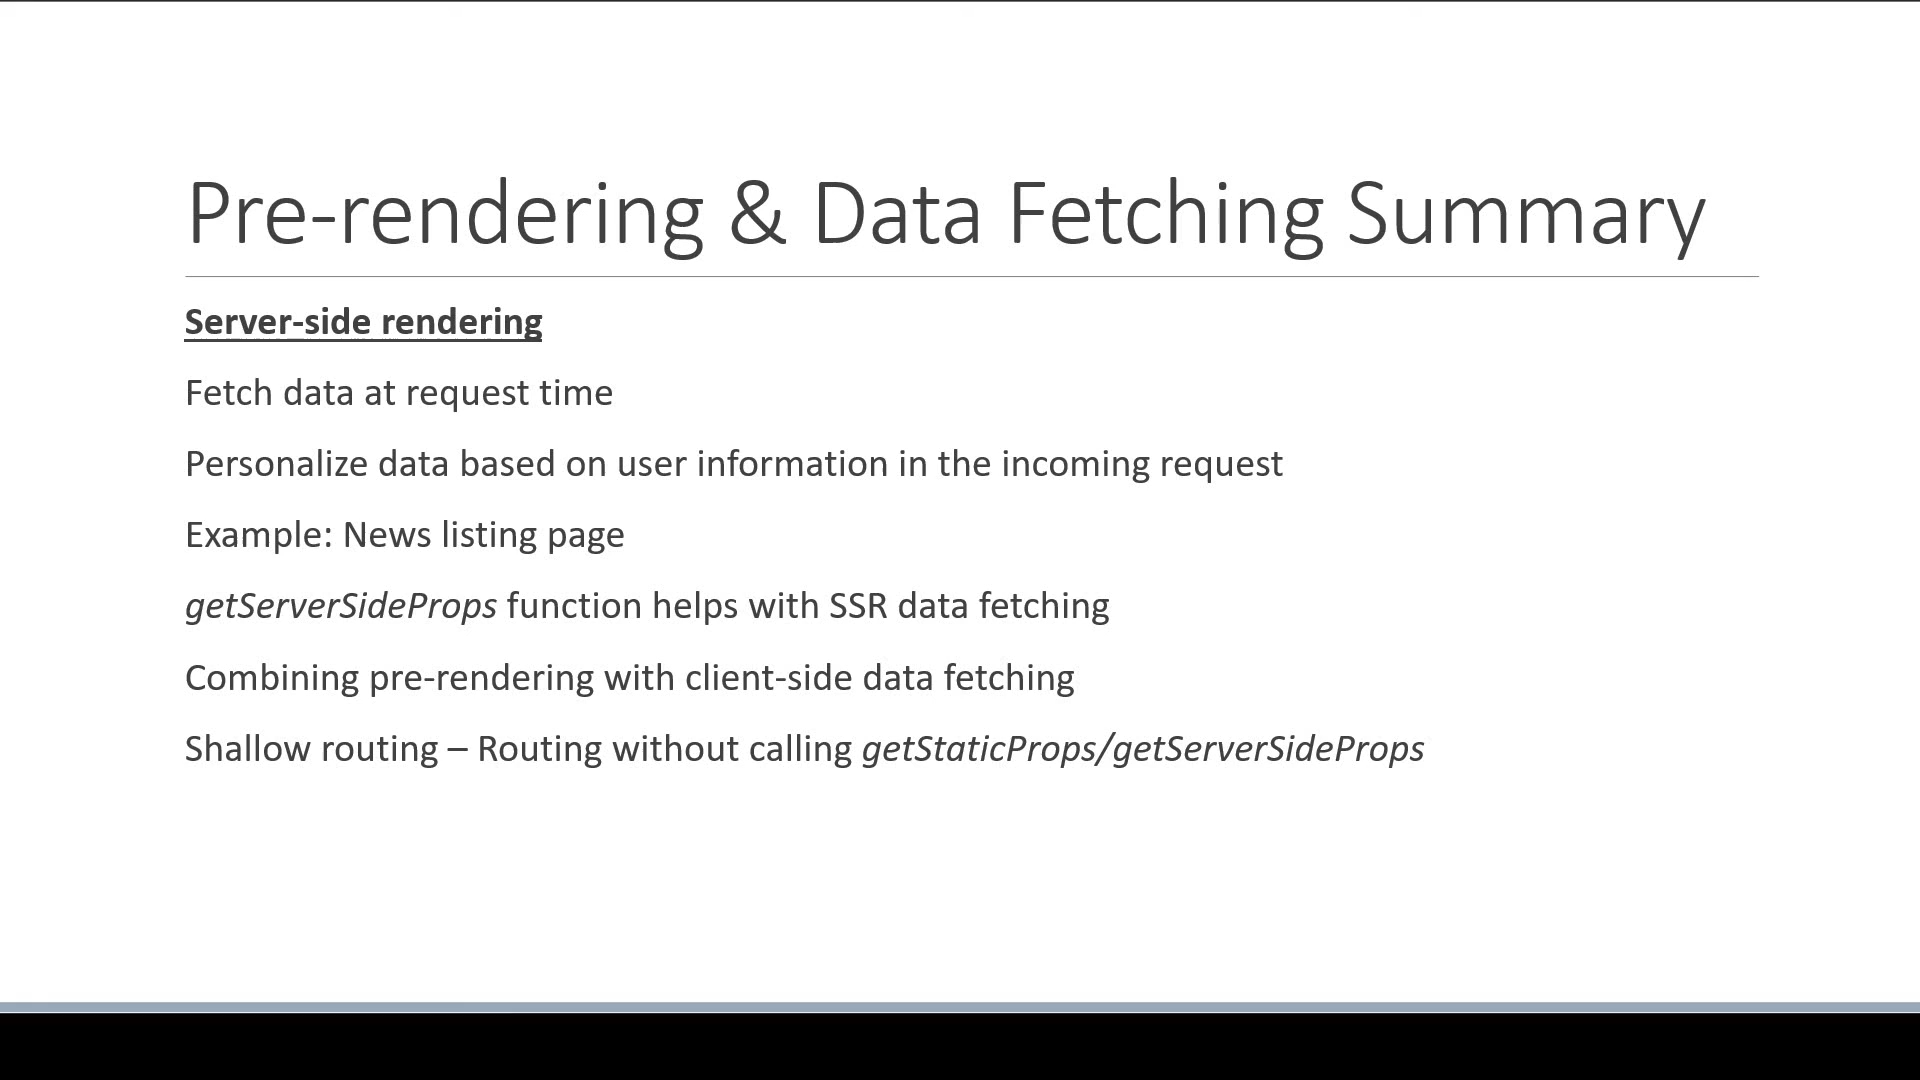 Pre-rendering & Data Fetching Summary
Server-side rendering
Fetch data at request time
Personalize data based on user information in the incoming request
Example: News listing page
getServerSideProps function helps with SSR data fetching
Combining pre-rendering with client-side data fetching
Shallow routing – Routing without calling getStaticProps/getServerSideProps